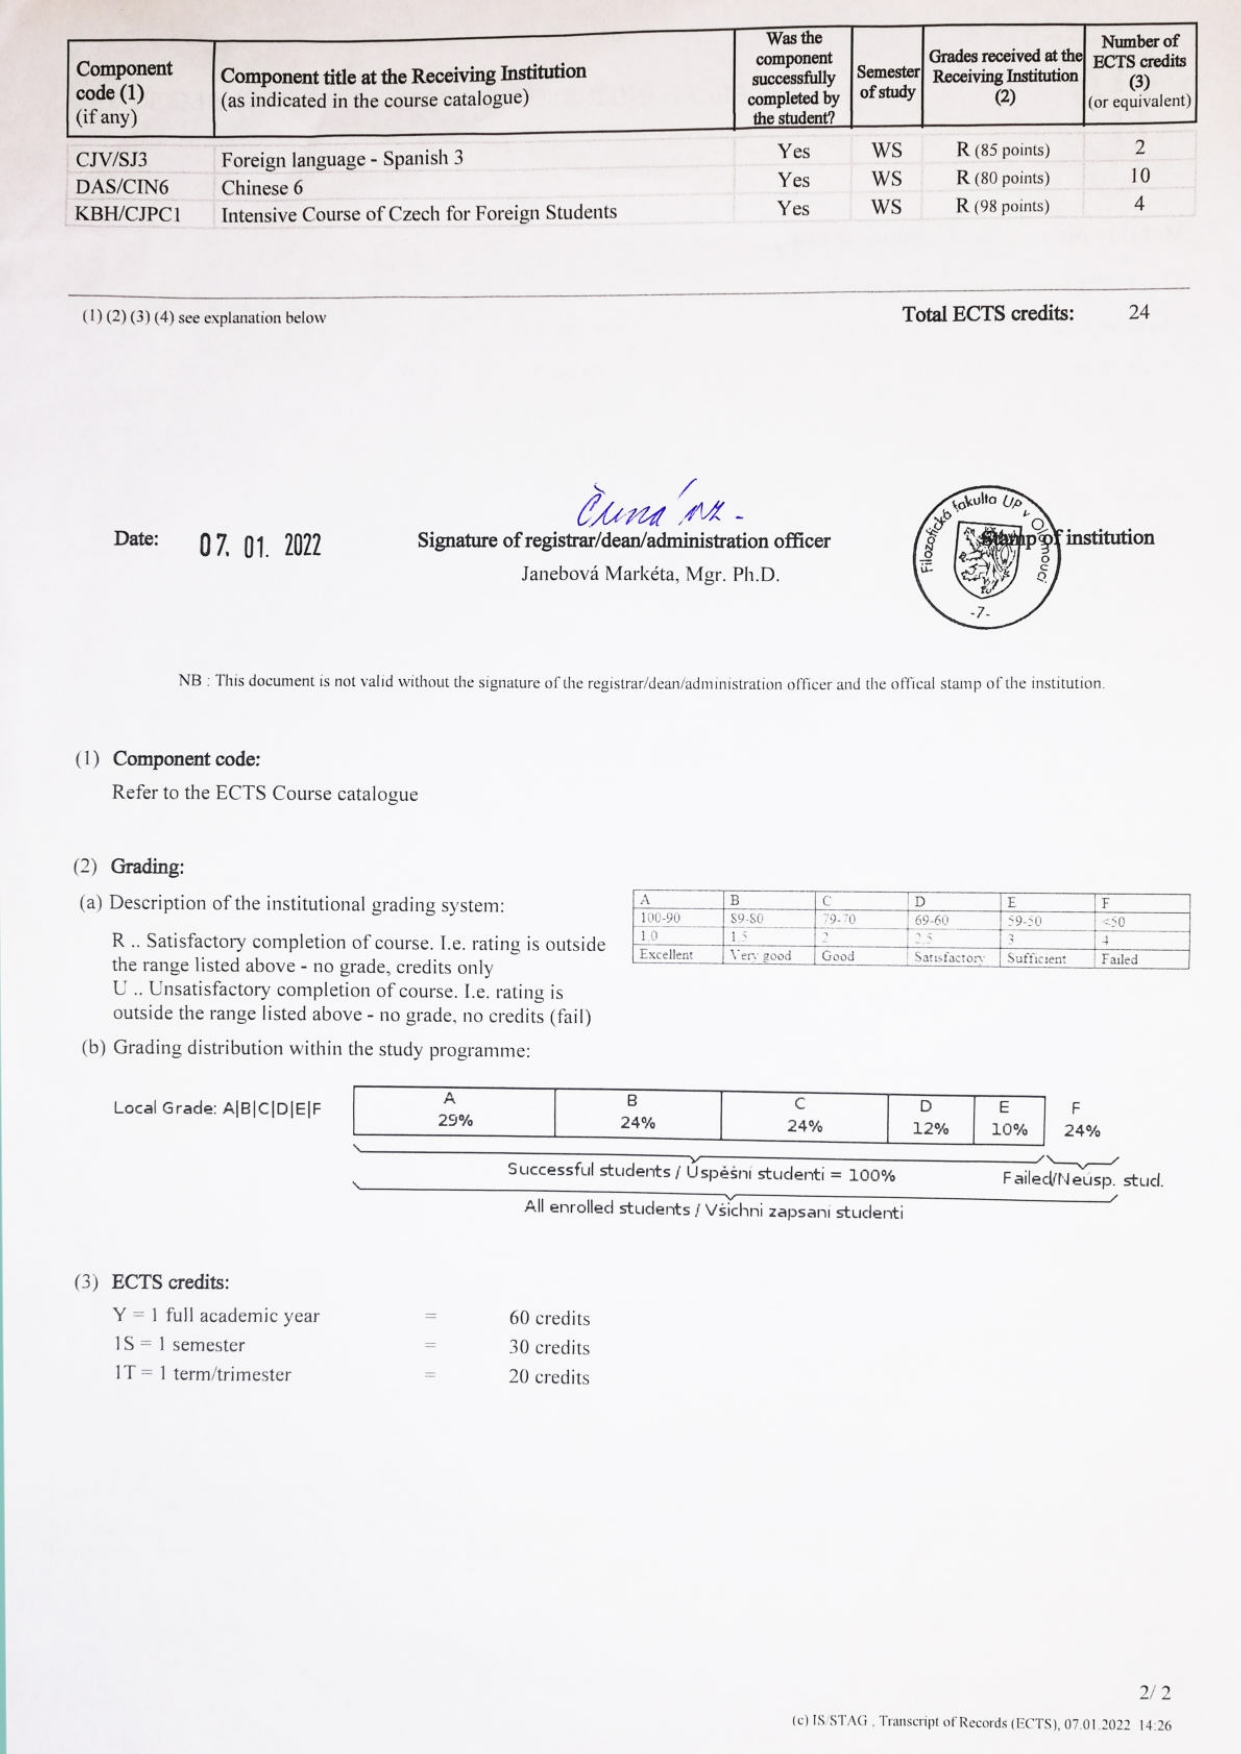 Component code (1) (if any) | Component title at the Receiving Institution (as indicated in the course catalogue) | Was the component successfully completed by the student? | Semester of study | Grades received at the Receiving Institution (2) | Number of ECTS credits (3) (or equivalent)
CJV/SJ3 | Foreign language - Spanish 3 | Yes | WS | R (85 points) | 2
DAS/CIN6 | Chinese 6 | Yes | WS | R (80 points) | 10
KBH/CJPC1 | Intensive Course of Czech for Foreign Students | Yes | WS | R (98 points) | 4
(1) (2) (3) (4) see explanation below
Total ECTS credits: 24
Date: 07. 01. 2022
Signature of registrar/dean/administration officer
Janebová Markéta, Mgr. Ph.D.
Stamp of institution
Filozofická fakulta UP v Olomouci
-7-
NB : This document is not valid without the signature of the registrar/dean/administration officer and the offical stamp of the institution.
(1) Component code:
Refer to the ECTS Course catalogue
(2) Grading:
(a) Description of the institutional grading system:
R .. Satisfactory completion of course. I.e. rating is outside
the range listed above - no grade, credits only
U .. Unsatisfactory completion of course. I.e. rating is
outside the range listed above - no grade, no credits (fail)
A | B | C | D | E | F
100-90 | 89-80 | 79-70 | 69-60 | 59-50 | <50
1.0 | 1.5 | 2 | 2.5 | 3 | 4
Excellent | Very good | Good | Satisfactory | Sufficient | Failed
(b) Grading distribution within the study programme:
Local Grade: A|B|C|D|E|F
A | B | C | D | E | F
29% | 24% | 24% | 12% | 10% | 24%
Successful students / Úspěšní studenti = 100%
Failed/Neúsp. stud.
All enrolled students / Všichni zapsaní studenti
(3) ECTS credits:
Y = 1 full academic year = 60 credits
1S = 1 semester = 30 credits
1T = 1 term/trimester = 20 credits
2/ 2
(c) IS/STAG , Transcript of Records (ECTS), 07.01.2022 14:26